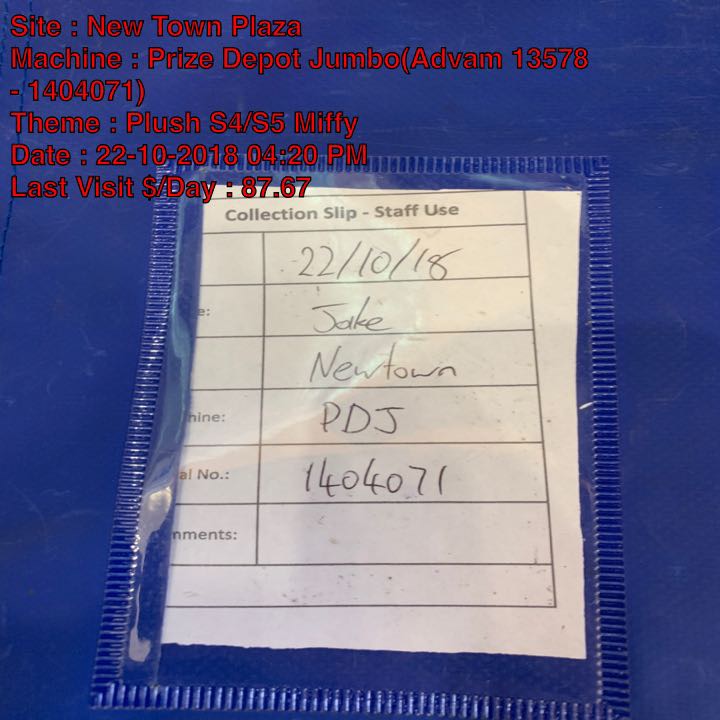 Site : New Town Plaza
Machine : Prize Depot Jumbo(Advam 13578
- 1404071)
Theme : Plush S4/S5 Miffy
Date : 22-10-2018 04:20 PM
Last Visit $/Day : 87.67
Collection Slip - Staff Use
22/10/18
e: Jake
Newtown
hine: PDJ
al No.: 1404071
mments: